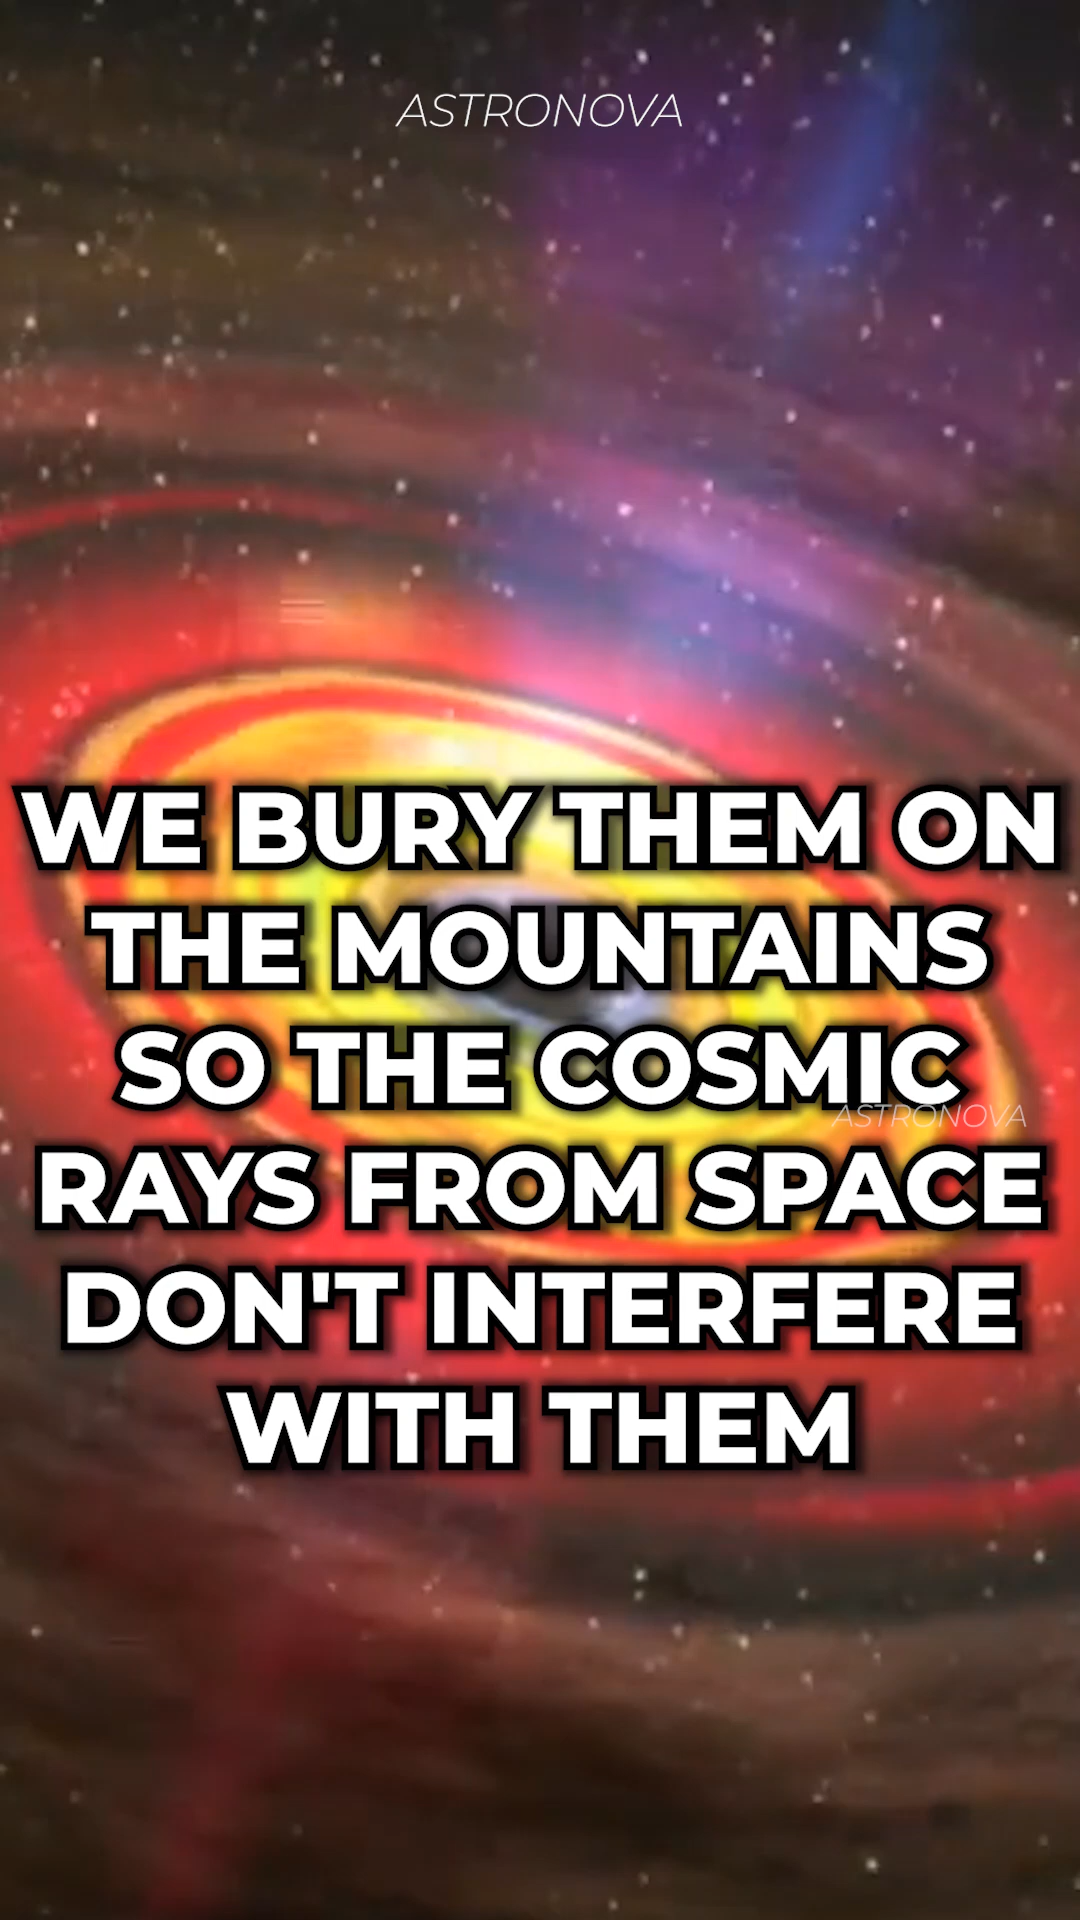 ASTRONOVA
WE BURY THEM ON
THE MOUNTAINS
SO THE COSMIC
ASTRONOVA
RAYS FROM SPACE
DON'T INTERFERE
WITH THEM